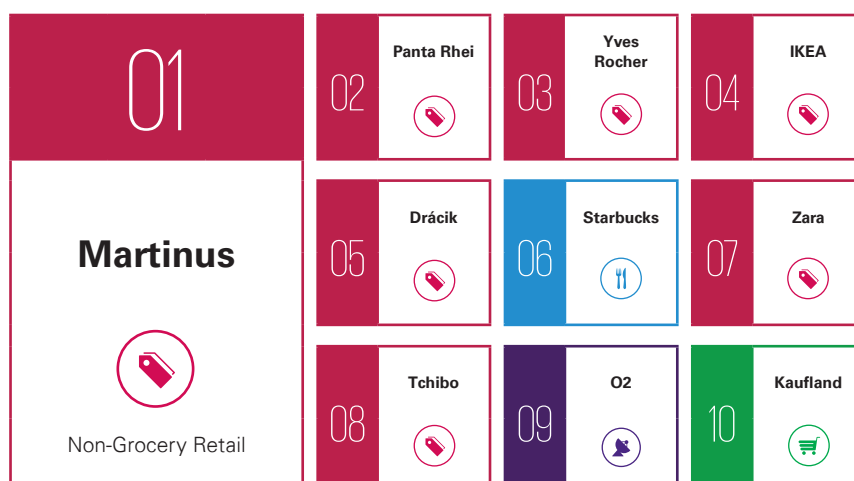 01
Martinus
Non-Grocery Retail
02
Panta Rhei
03
Yves
Rocher
04
IKEA
05
Drácik
06
Starbucks
07
Zara
08
Tchibo
09
O2
10
Kaufland